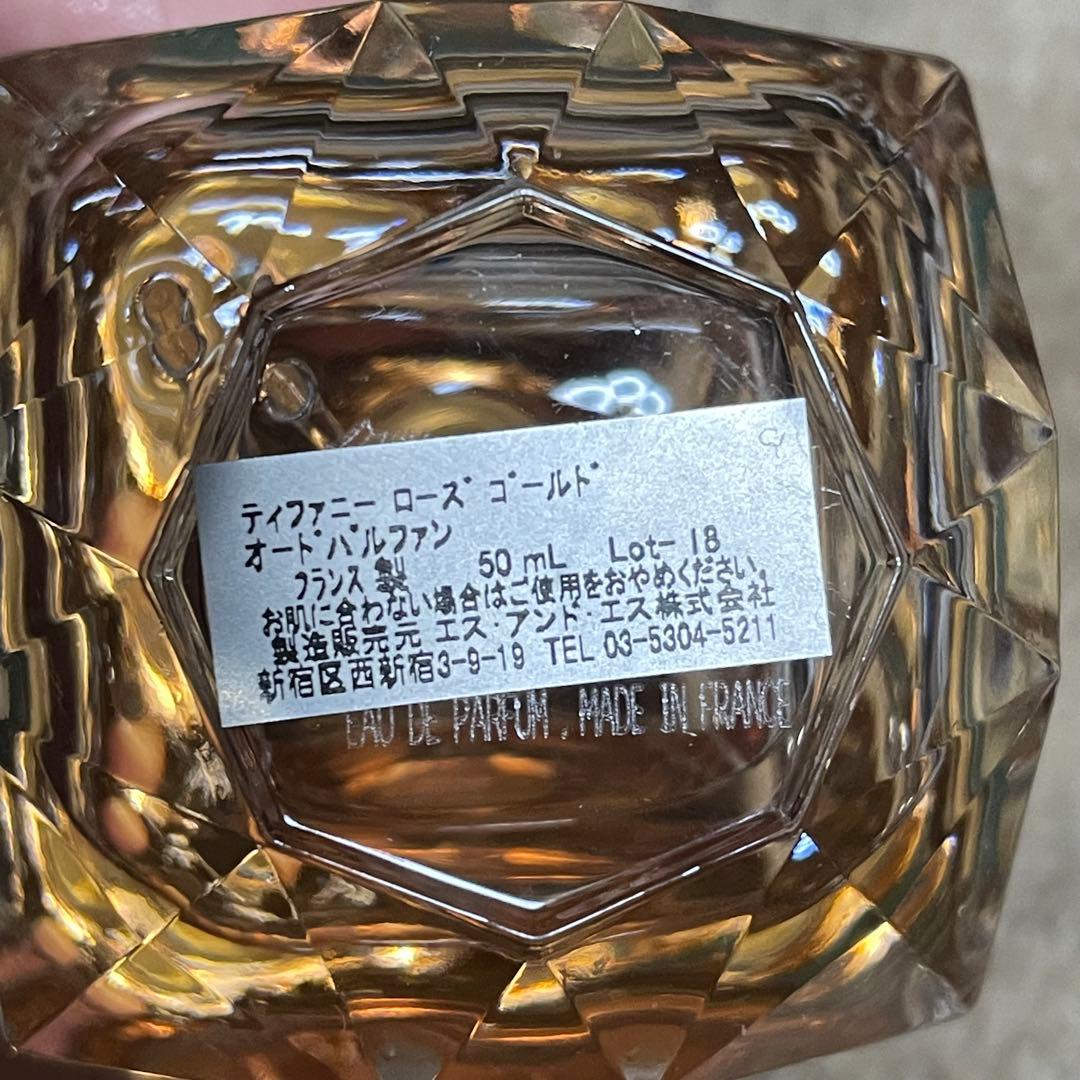 ティファニー ローズ ゴールド
オードパルファン
フランス製 50 mL Lot-18
お肌に合わない場合はご使用をおやめください。
製造販売元 エス・アンド・エス株式会社
新宿区西新宿3-9-19 TEL 03-5304-5211
EAU DE PARFUM , MADE IN FRANCE